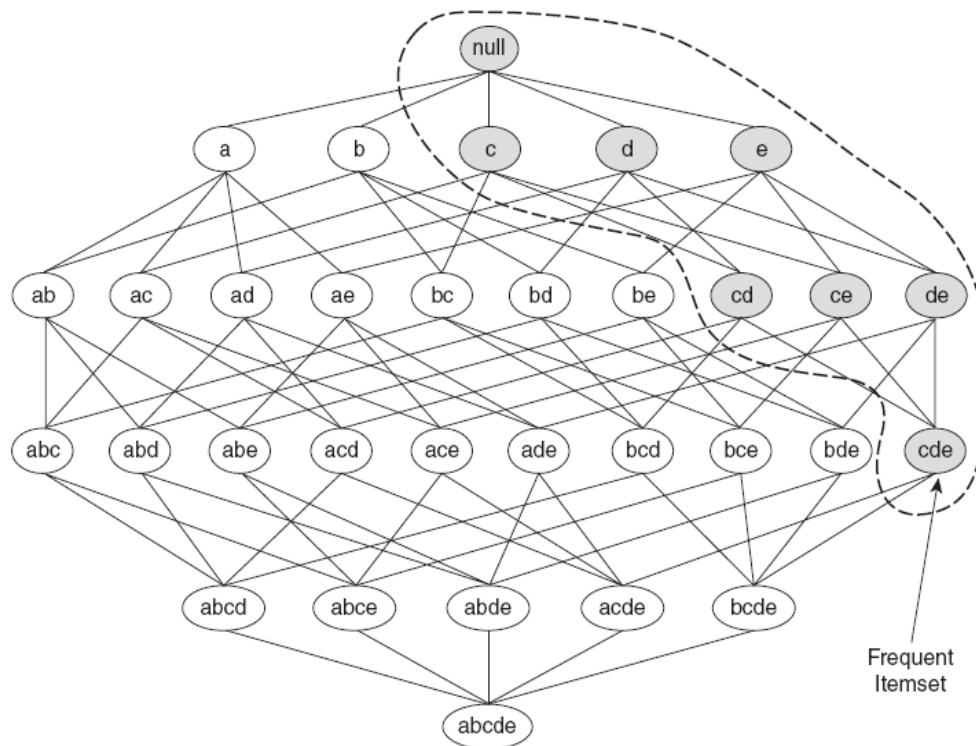 null
a b c d e
ab ac ad ae bc bd be cd ce de
abc abd abe acd ace ade bcd bce bde cde
abcd abce abde acde bcde
Frequent
Itemset
abcde